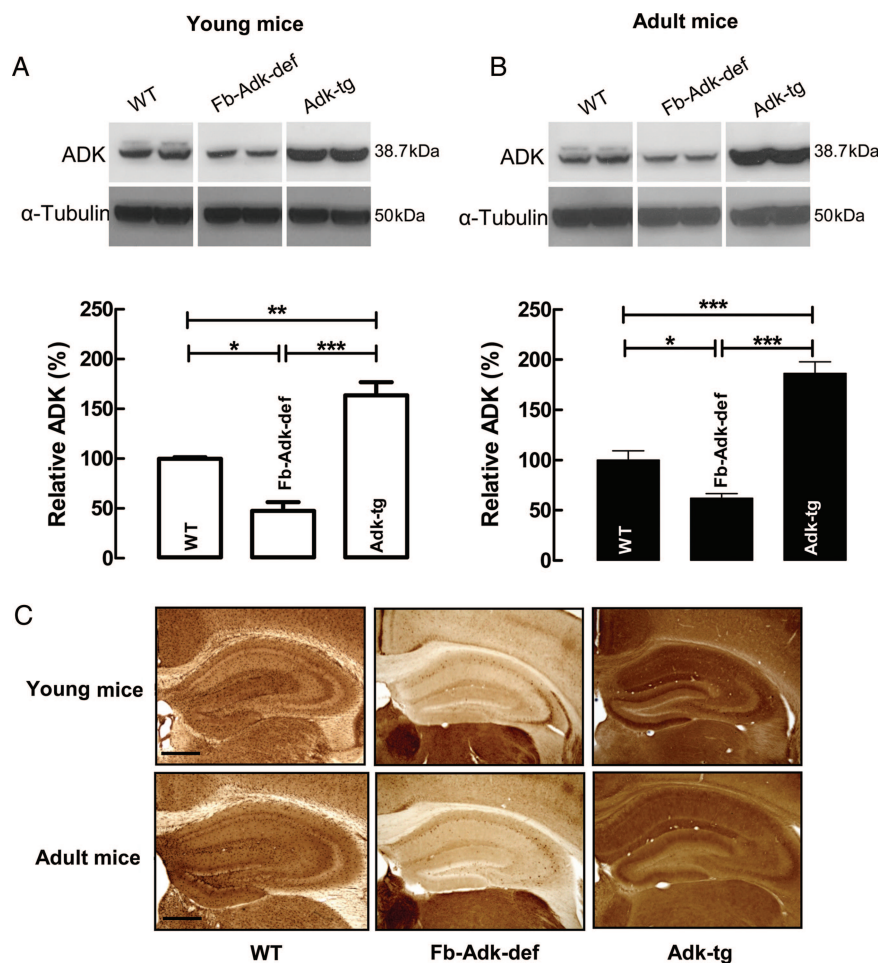 Young mice
Adult mice
A
WT
Fb-Adk-def
Adk-tg
ADK
38.7kDa
α-Tubulin
50kDa
B
WT
Fb-Adk-def
Adk-tg
ADK
38.7kDa
α-Tubulin
50kDa
Relative ADK (%)
250
200
150
100
50
0
**
*
***
WT
Fb-Adk-def
Adk-tg
Relative ADK (%)
250
200
150
100
50
0
***
*
***
WT
Fb-Adk-def
Adk-tg
C
Young mice
Adult mice
WT
Fb-Adk-def
Adk-tg